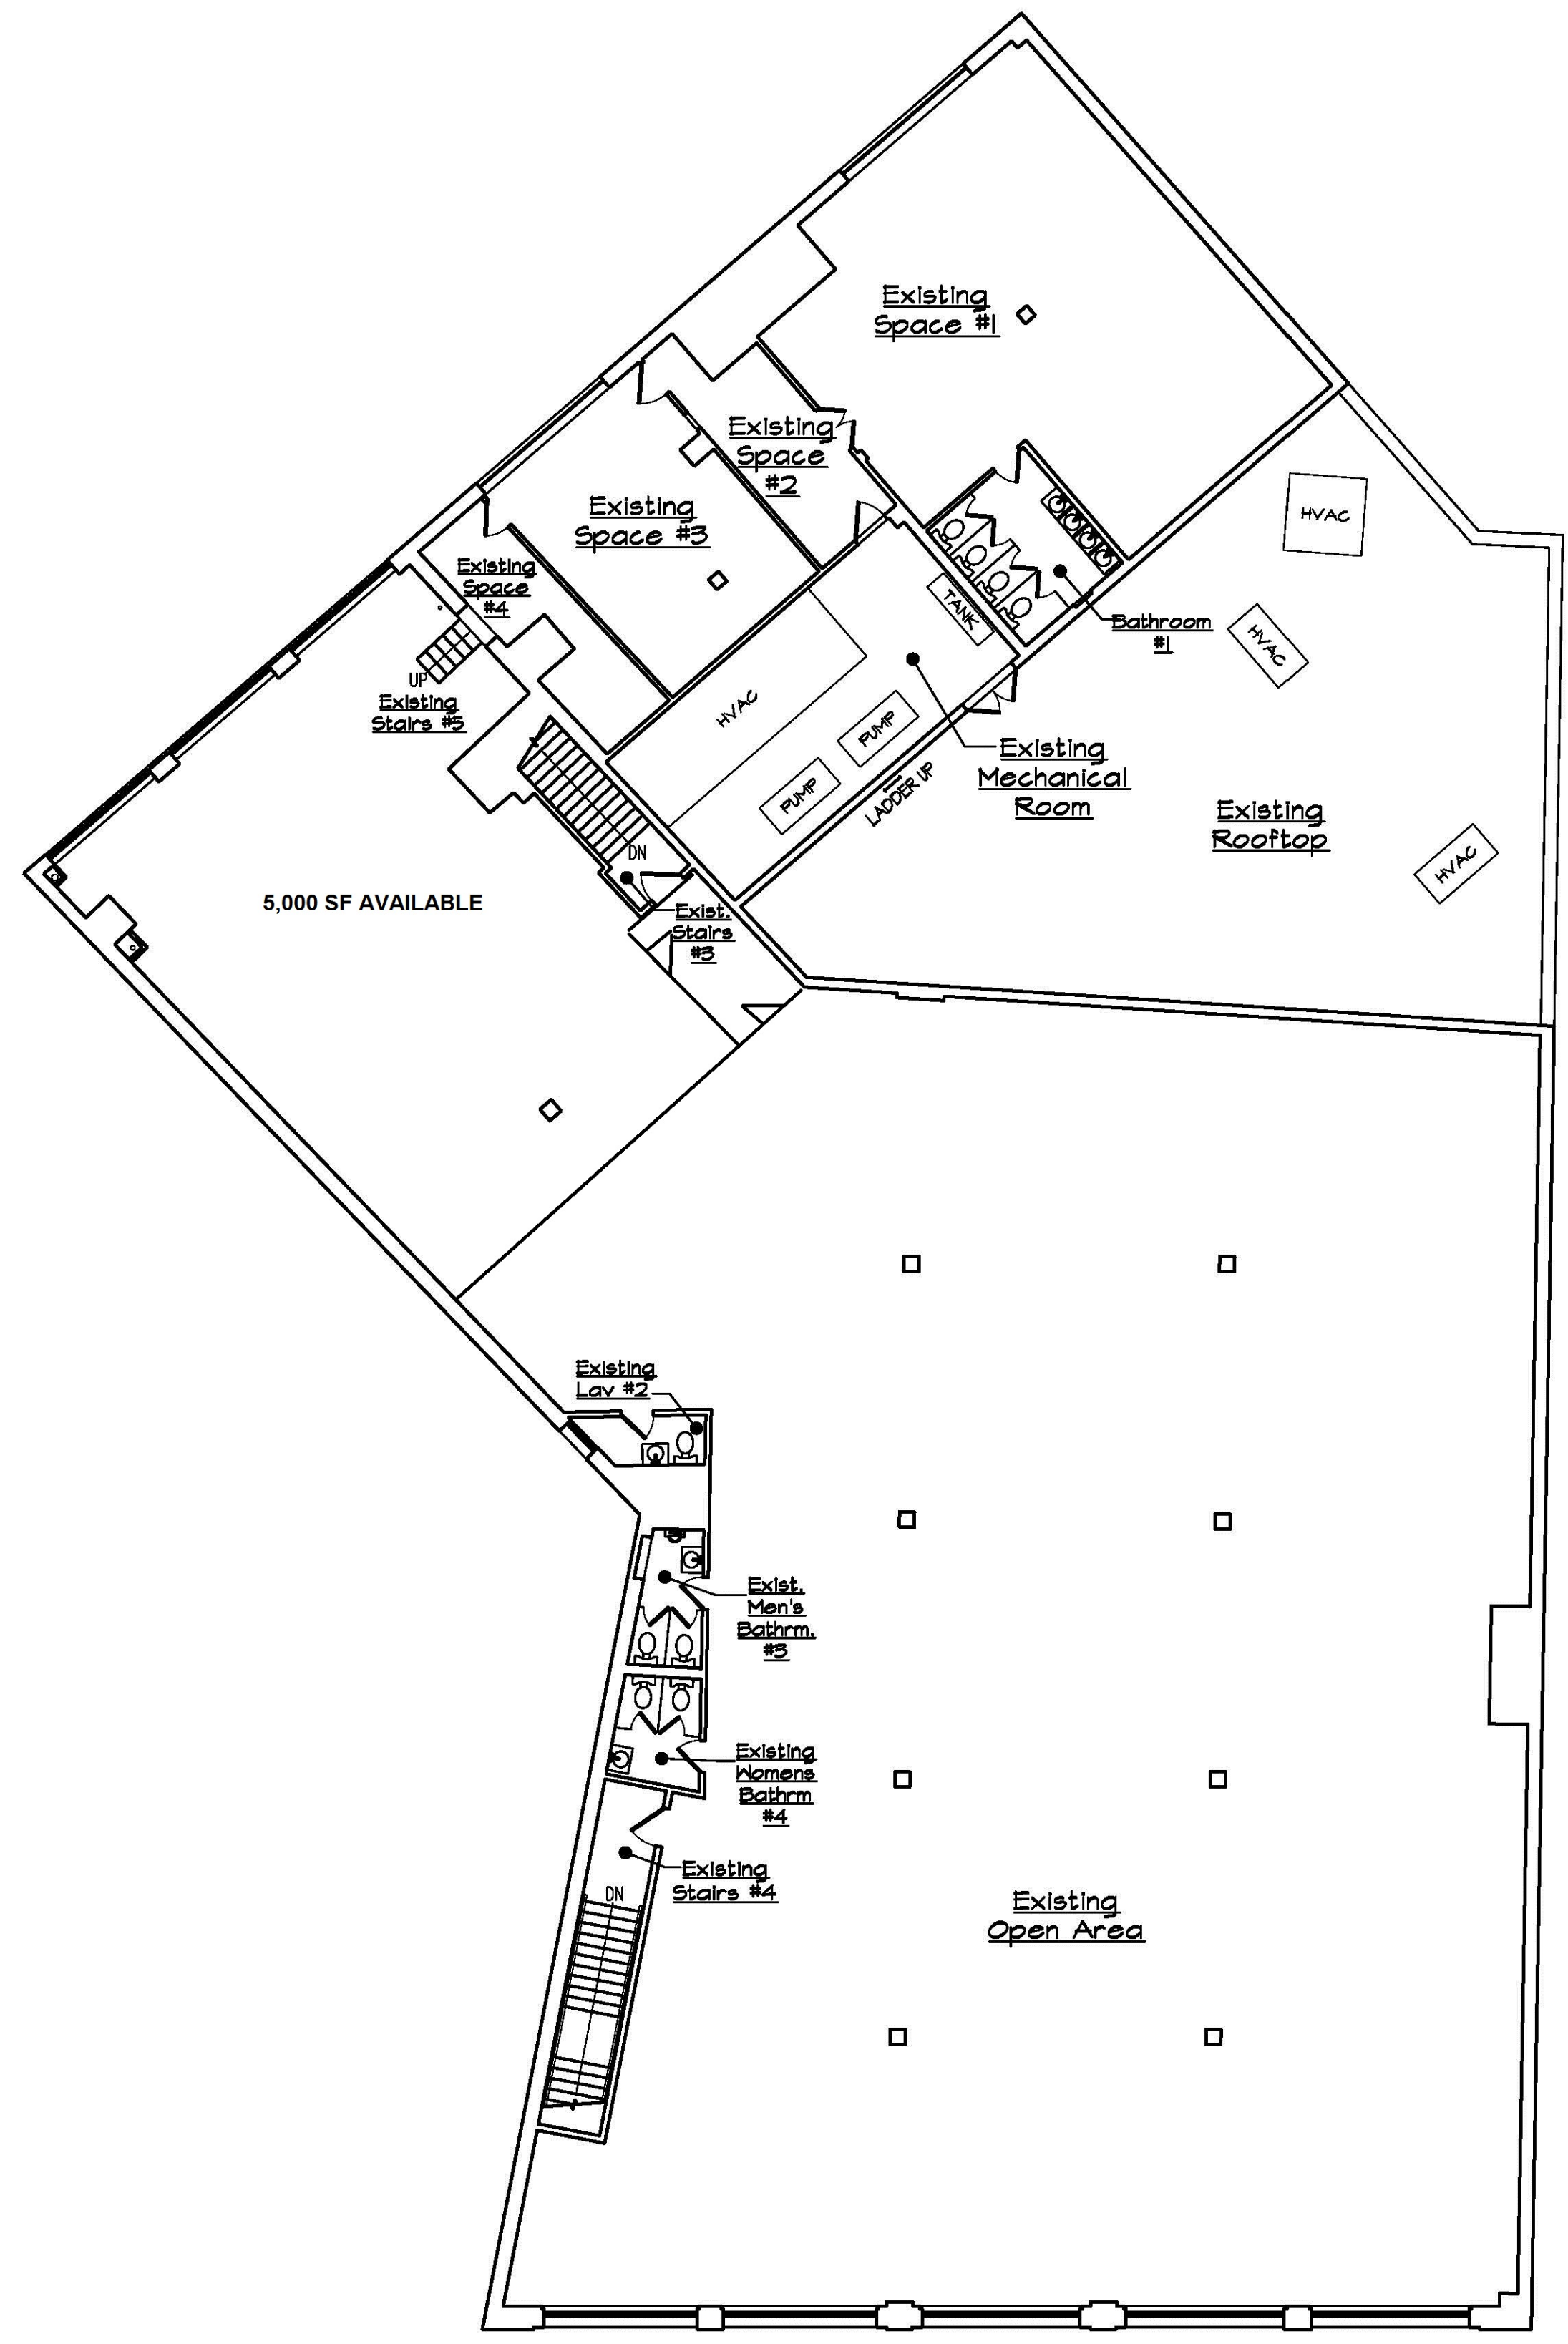 Existing
Space #1
Existing
Space
#2
Existing
Space #3
Existing
Space
#4
HVAC
HVAC
HVAC
TANK
Bathroom
#1
UP
Existing
Stairs #5
HVAC
PUMP
PUMP
LADDER UP
Existing
Mechanical
Room
Existing
Rooftop
DN
5,000 SF AVAILABLE
Exist.
Stairs
#3
Existing
Lav #2
Exist.
Men's
Bathrm.
#3
Existing
Womens
Bathrm
#4
Existing
Stairs #4
DN
Existing
Open Area